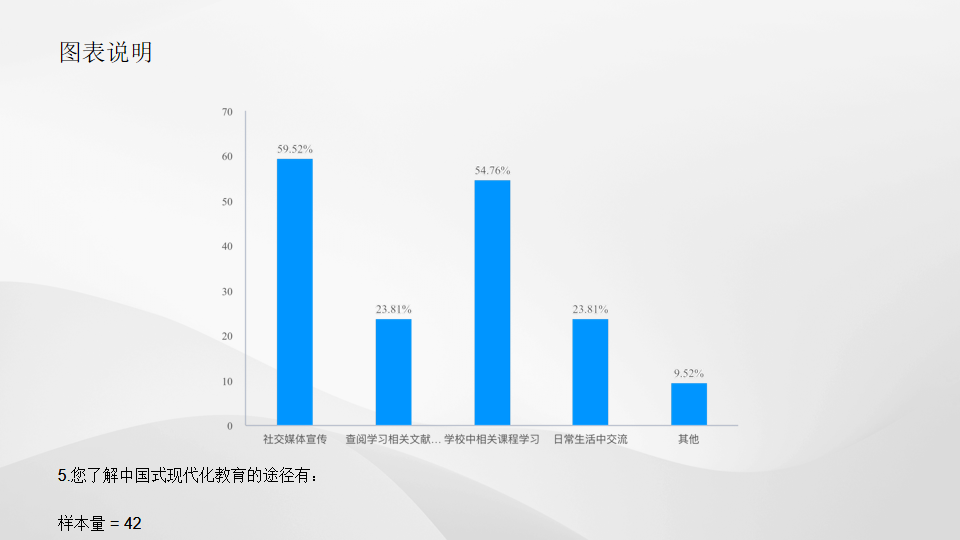 图表说明
70
59.52%
60
54.76%
50
40
30
23.81%
23.81%
20
9.52%
10
0
社交媒体宣传
查阅学习相关文献...
学校中相关课程学习
日常生活中交流
其他
5.您了解中国式现代化教育的途径有：
样本量 = 42